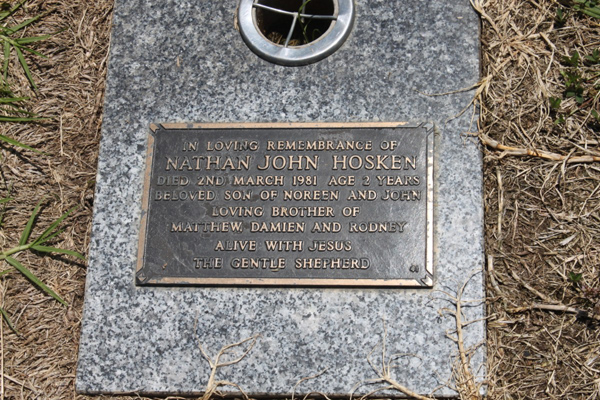 IN LOVING REMEMBRANCE OF
NATHAN JOHN HOSKEN
DIED 2ND MARCH 1981 AGE 2 YEARS
BELOVED SON OF NOREEN AND JOHN
LOVING BROTHER OF
MATTHEW, DAMIEN AND RODNEY
ALIVE WITH JESUS
THE GENTLE SHEPHERD